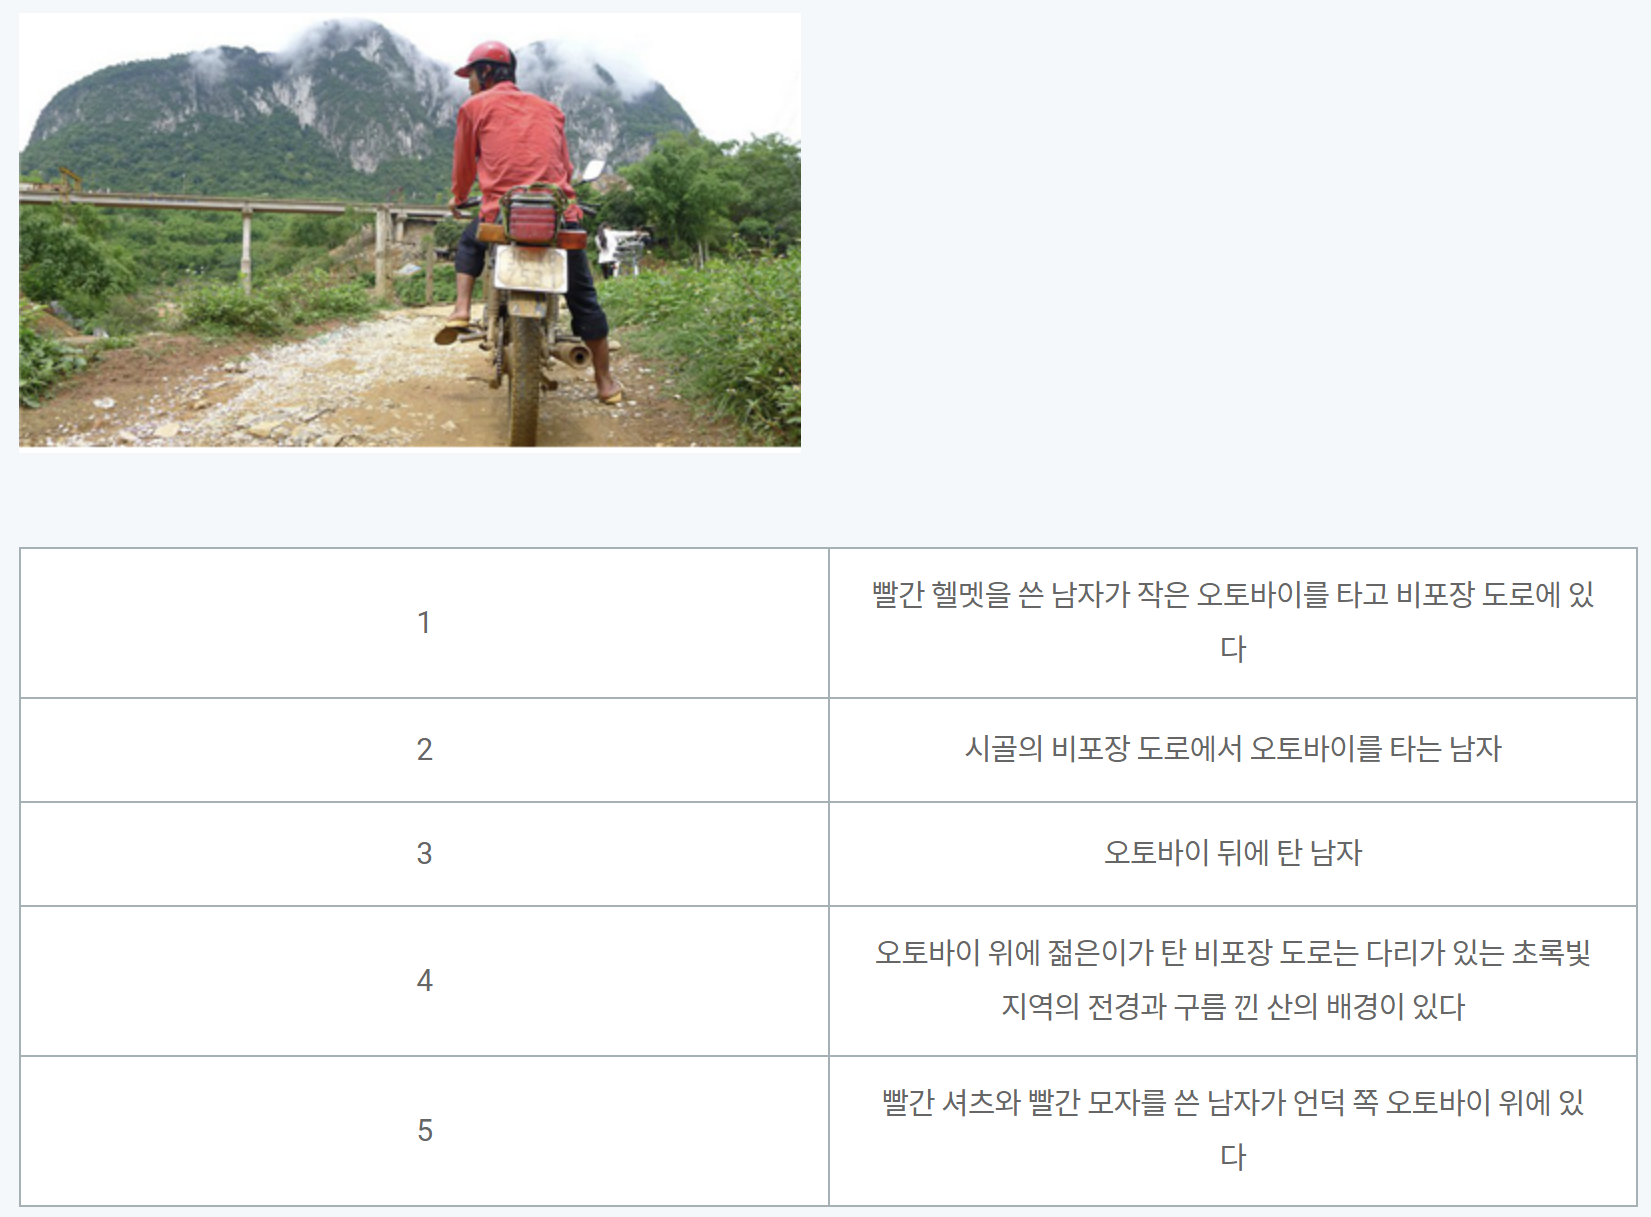 1
빨간 헬멧을 쓴 남자가 작은 오토바이를 타고 비포장 도로에 있
다
2
시골의 비포장 도로에서 오토바이를 타는 남자
3
오토바이 뒤에 탄 남자
4
오토바이 위에 젊은이가 탄 비포장 도로는 다리가 있는 초록빛
지역의 전경과 구름 낀 산의 배경이 있다
5
빨간 셔츠와 빨간 모자를 쓴 남자가 언덕 쪽 오토바이 위에 있
다